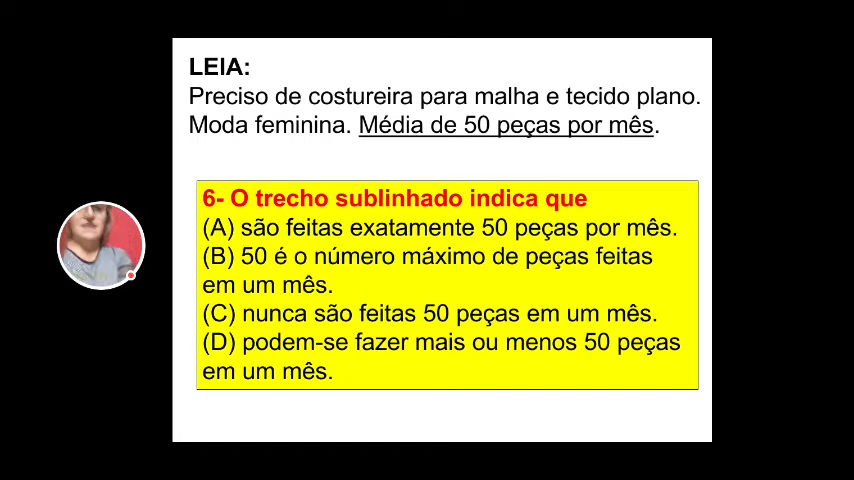 LEIA:
Preciso de costureira para malha e tecido plano.
Moda feminina. Média de 50 peças por mês.
6- O trecho sublinhado indica que
(A) são feitas exatamente 50 peças por mês.
(B) 50 é o número máximo de peças feitas
em um mês.
(C) nunca são feitas 50 peças em um mês.
(D) podem-se fazer mais ou menos 50 peças
em um mês.